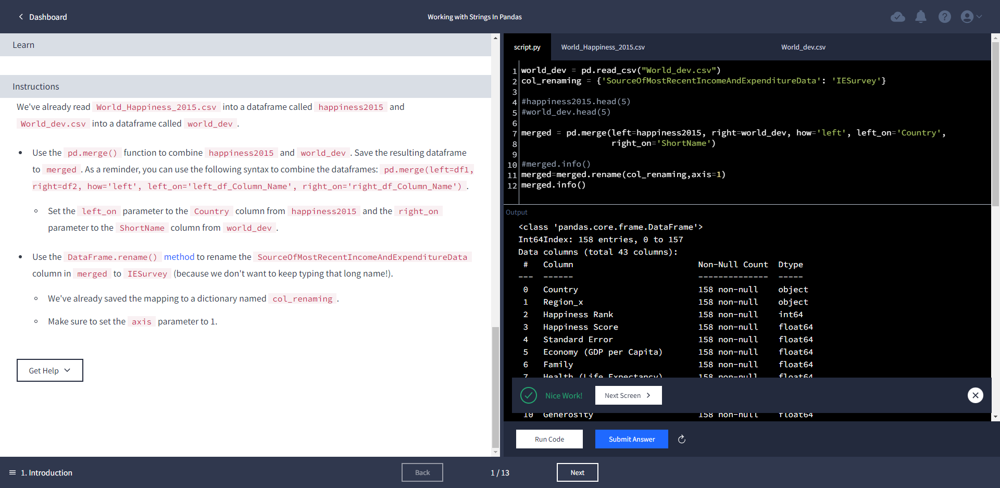 Dashboard
Working with Strings In Pandas
Learn
Instructions
We've already read World_Happiness_2015.csv into a dataframe called happiness2015 and
World_dev.csv into a dataframe called world_dev .
Use the pd.merge() function to combine happiness2015 and world_dev . Save the resulting dataframe
to merged . As a reminder, you can use the following syntax to combine the dataframes: pd.merge(left=df1,
right=df2, how='left', left_on='left_df_Column_Name', right_on='right_df_Column_Name') .
Set the left_on parameter to the Country column from happiness2015 and the right_on
parameter to the ShortName column from world_dev .
Use the DataFrame.rename() method to rename the SourceOfMostRecentIncomeAndExpenditureData
column in merged to IESurvey (because we don't want to keep typing that long name!).
We've already saved the mapping to a dictionary named col_renaming .
Make sure to set the axis parameter to 1.
Get Help
script.py World_Happiness_2015.csv World_dev.csv
1 world_dev = pd.read_csv("World_dev.csv")
2 col_renaming = {'SourceOfMostRecentIncomeAndExpenditureData': 'IESurvey'}
3
4 #happiness2015.head(5)
5 #world_dev.head(5)
6
7 merged = pd.merge(left=happiness2015, right=world_dev, how='left', left_on='Country',
8 right_on='ShortName')
9
10 #merged.info()
11 merged=merged.rename(col_renaming,axis=1)
12 merged.info()
Output
<class 'pandas.core.frame.DataFrame'>
Int64Index: 158 entries, 0 to 157
Data columns (total 43 columns):
# Column Non-Null Count Dtype
--- ------ -------------- -----
0 Country 158 non-null object
1 Region_x 158 non-null object
2 Happiness Rank 158 non-null int64
3 Happiness Score 158 non-null float64
4 Standard Error 158 non-null float64
5 Economy (GDP per Capita) 158 non-null float64
6 Family 158 non-null float64
7 Health (Life Expectancy) 158 non-null float64
Nice Work! Next Screen
10 Generosity 158 non-null float64
Run Code Submit Answer
1. Introduction
Back 1 / 13 Next